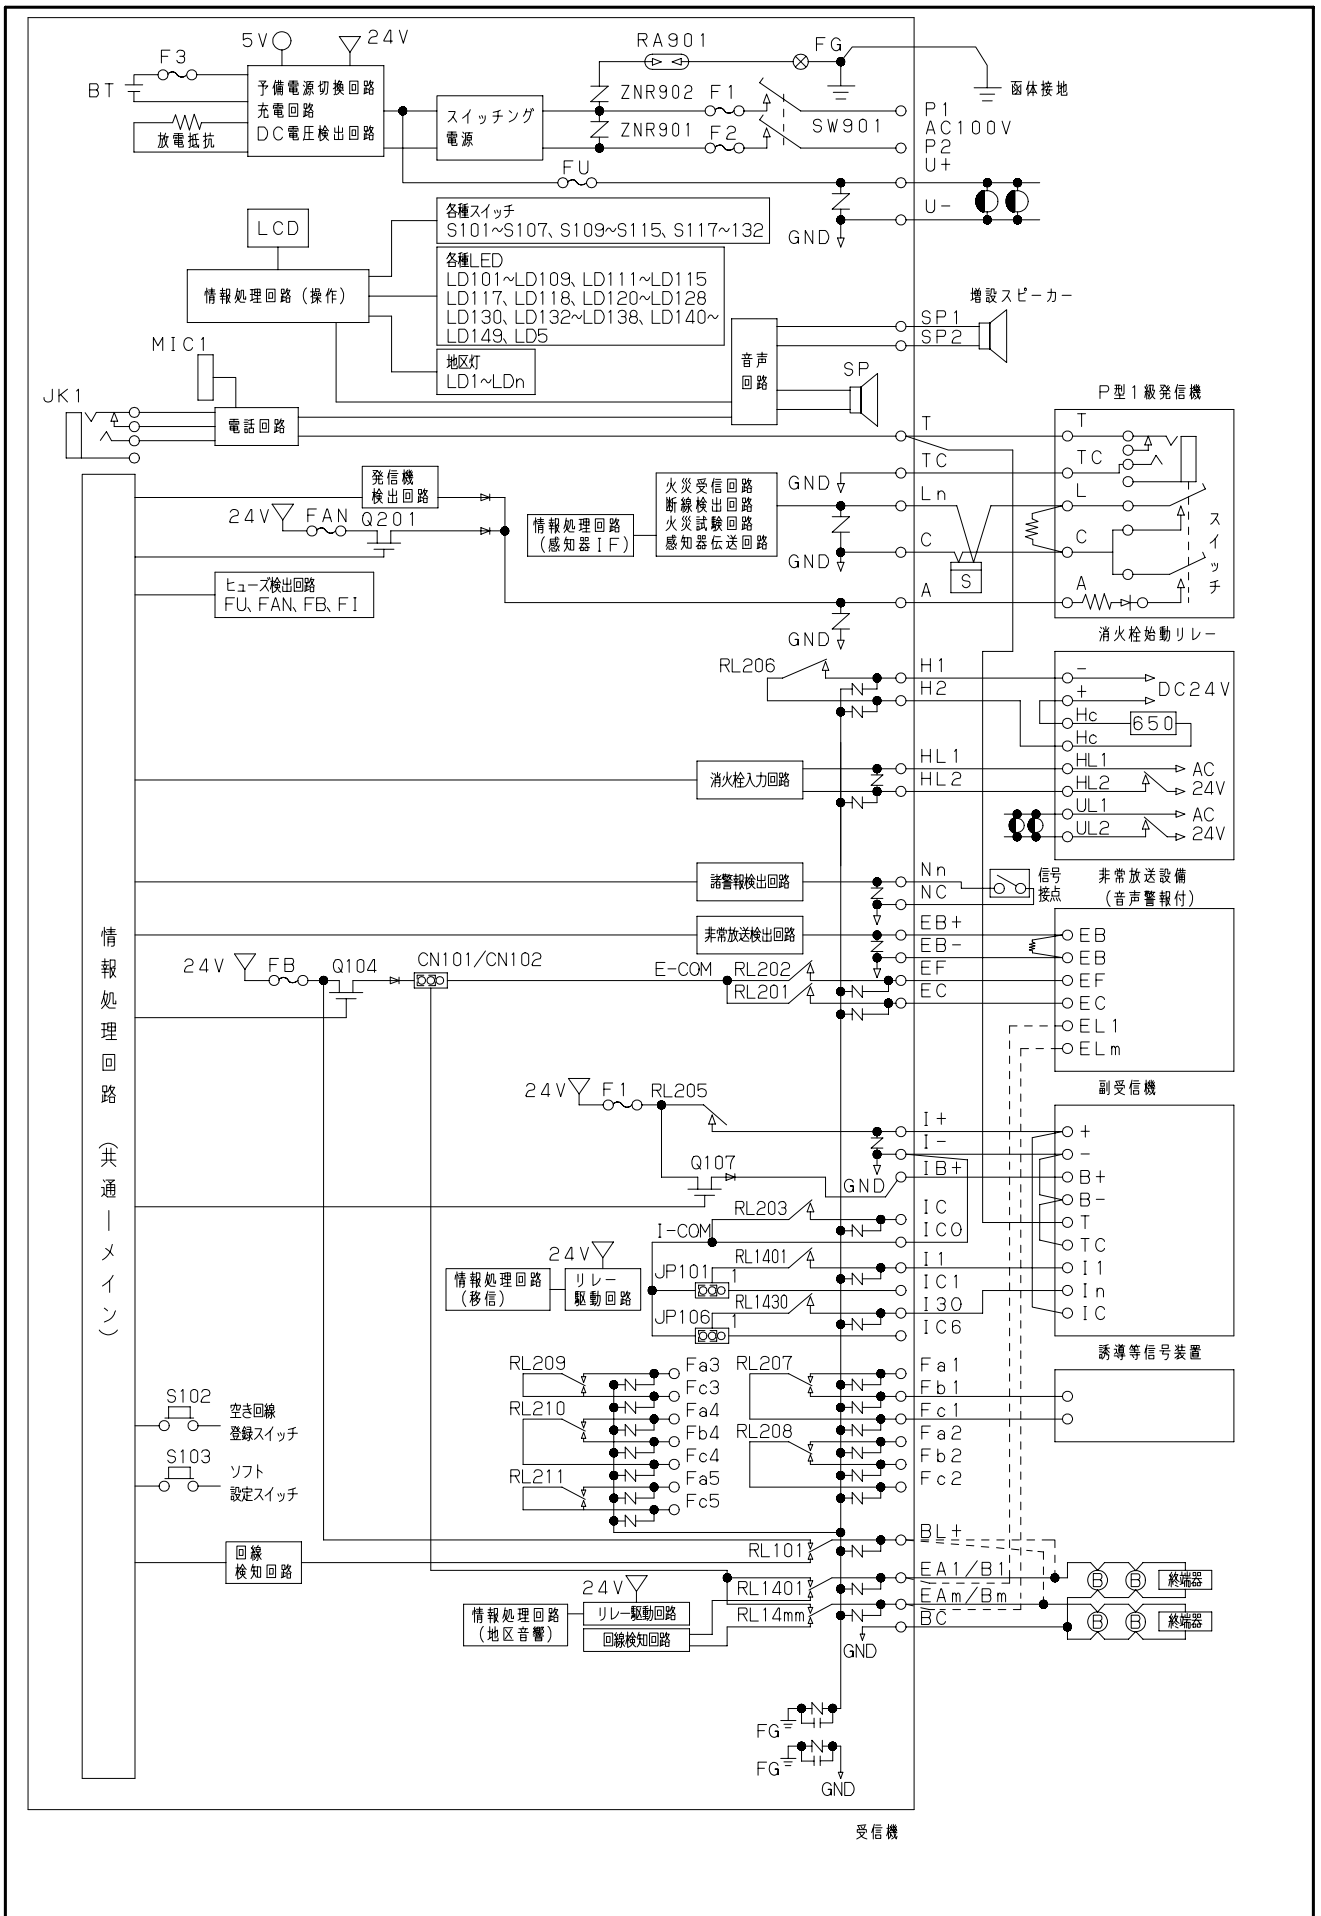 5V
24V
RA901
FG
F3
BT
予備電源切換回路
充電回路
DC電圧検出回路
放電抵抗
スイッチング
電源
ZNR902
F1
ZNR901
F2
SW901
函体接地
P1
AC100V
P2
U+
FU
U-
GND
LCD
各種スイッチ
S101~S107、S109~S115、S117~132
各種LED
LD101~LD109、LD111~LD115
LD117、LD118、LD120~LD128
LD130、LD132~LD138、LD140~
LD149、LD5
情報処理回路(操作)
地区灯
LD1~LDn
増設スピーカー
SP1
SP2
音声
回路
SP
MIC1
JK1
電話回路
P型1級発信機
T
T
TC
TC
GND
発信機
検出回路
24V
FAN
Q201
情報処理回路
(感知器IF)
火災受信回路
断線検出回路
火災試験回路
感知器伝送回路
Ln
L
C
C
GND
S
スイッチ
A
A
GND
ヒューズ検出回路
FU、FAN、FB、FI
消火栓始動リレー
RL206
H1
H2
-
+
DC24V
Hc
650
Hc
消火栓入力回路
HL1
HL2
HL1
AC
HL2
24V
UL1
AC
UL2
24V
諸警報検出回路
Nn
NC
信号
接点
非常放送設備
(音声警報付)
非常放送検出回路
EB+
EB-
EB
EB
24V
FB
Q104
CN101/CN102
E-COM
RL202
RL201
EF
EC
EF
EC
EL1
ELm
情報処理回路(共通ーメイン)
24V
F1
RL205
副受信機
I+
I-
+
-
Q107
GND
IB+
B+
B-
RL203
IC
I-COM
ICO
T
TC
24V
情報処理回路
(移信)
リレー
駆動回路
JP101
1
RL1401
I1
IC1
I1
JP106
1
RL1430
I30
IC6
In
IC
誘導等信号装置
RL209
Fa3
Fc3
RL207
Fa1
Fb1
Fc1
RL210
Fa4
Fb4
Fc4
RL208
Fa2
Fb2
Fc2
RL211
Fa5
Fc5
S102
空き回線
登録スイッチ
S103
ソフト
設定スイッチ
回線
検知回路
RL101
BL+
24V
RL1401
EA1/B1
B
B
終端器
情報処理回路
(地区音響)
リレー駆動回路
回線検知回路
RL14mm
EAm/Bm
BC
GND
B
B
終端器
FG
FG
GND
受信機